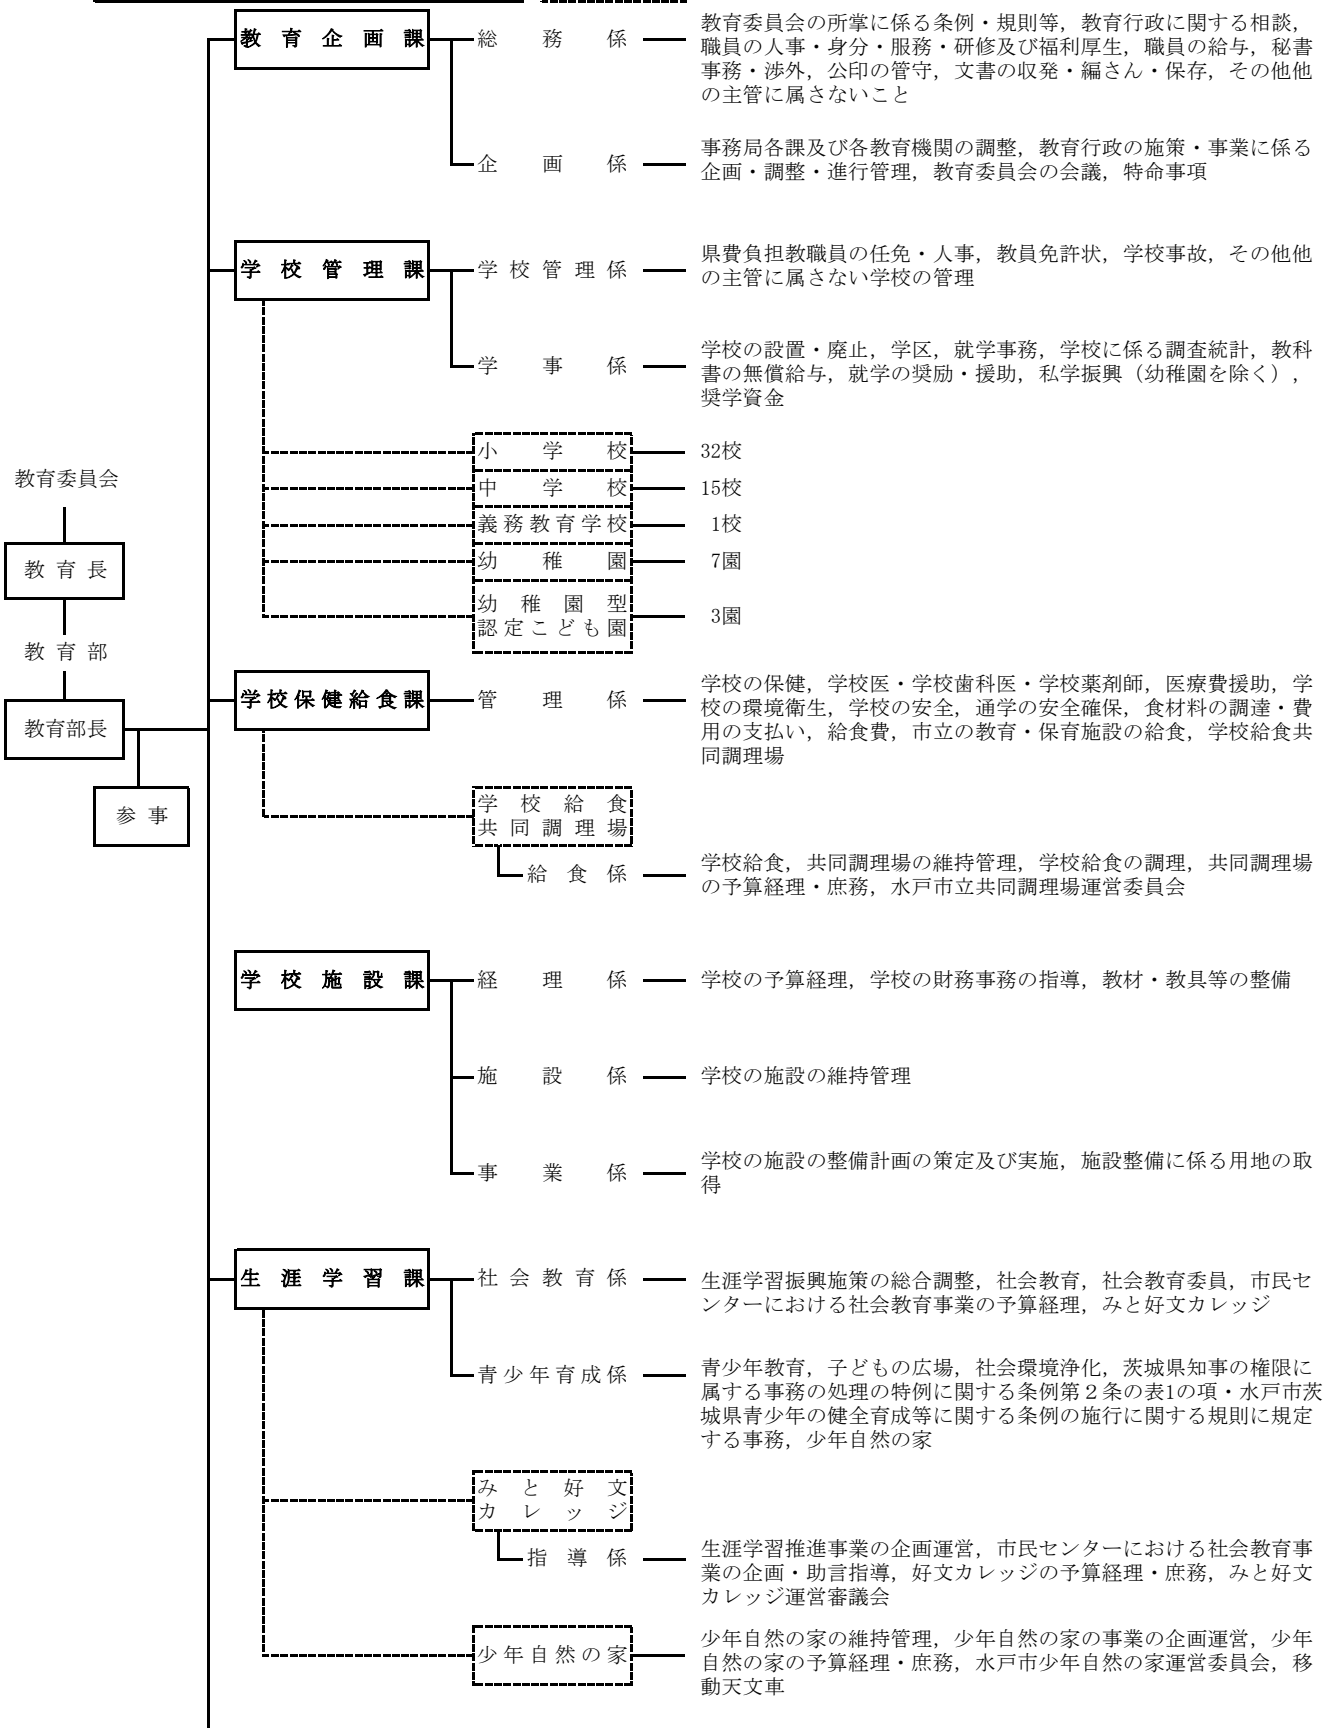 教育企画課
総務係
教育委員会の所掌に係る条例・規則等，教育行政に関する相談，
職員の人事・身分・服務・研修及び福利厚生，職員の給与，秘書
事務・渉外，公印の管守，文書の収発・編さん・保存，その他他
の主管に属さないこと
企画係
事務局各課及び各教育機関の調整，教育行政の施策・事業に係る
企画・調整・進行管理，教育委員会の会議，特命事項
学校管理課
学校管理係
県費負担教職員の任免・人事，教員免許状，学校事故，その他他
の主管に属さない学校の管理
学事係
学校の設置・廃止，学区，就学事務，学校に係る調査統計，教科
書の無償給与，就学の奨励・援助，私学振興（幼稚園を除く），
奨学資金
小学校
32校
中学校
15校
義務教育学校
1校
幼稚園
7園
幼稚園型
認定こども園
3園
教育委員会
教育長
教育部
教育部長
参事
学校保健給食課
管理係
学校の保健，学校医・学校歯科医・学校薬剤師，医療費援助，学
校の環境衛生，学校の安全，通学の安全確保，食材料の調達・費
用の支払い，給食費，市立の教育・保育施設の給食，学校給食共
同調理場
学校給食
共同調理場
給食係
学校給食，共同調理場の維持管理，学校給食の調理，共同調理場
の予算経理・庶務，水戸市立共同調理場運営委員会
学校施設課
経理係
学校の予算経理，学校の財務事務の指導，教材・教具等の整備
施設係
学校の施設の維持管理
事業係
学校の施設の整備計画の策定及び実施，施設整備に係る用地の取
得
生涯学習課
社会教育係
生涯学習振興施策の総合調整，社会教育，社会教育委員，市民セ
ンターにおける社会教育事業の予算経理，みと好文カレッジ
青少年育成係
青少年教育，子どもの広場，社会環境浄化，茨城県知事の権限に
属する事務の処理の特例に関する条例第２条の表1の項・水戸市茨
城県青少年の健全育成等に関する条例の施行に関する規則に規定
する事務，少年自然の家
みと好文
カレッジ
指導係
生涯学習推進事業の企画運営，市民センターにおける社会教育事
業の企画・助言指導，好文カレッジの予算経理・庶務，みと好文
カレッジ運営審議会
少年自然の家
少年自然の家の維持管理，少年自然の家の事業の企画運営，少年
自然の家の予算経理・庶務，水戸市少年自然の家運営委員会，移
動天文車